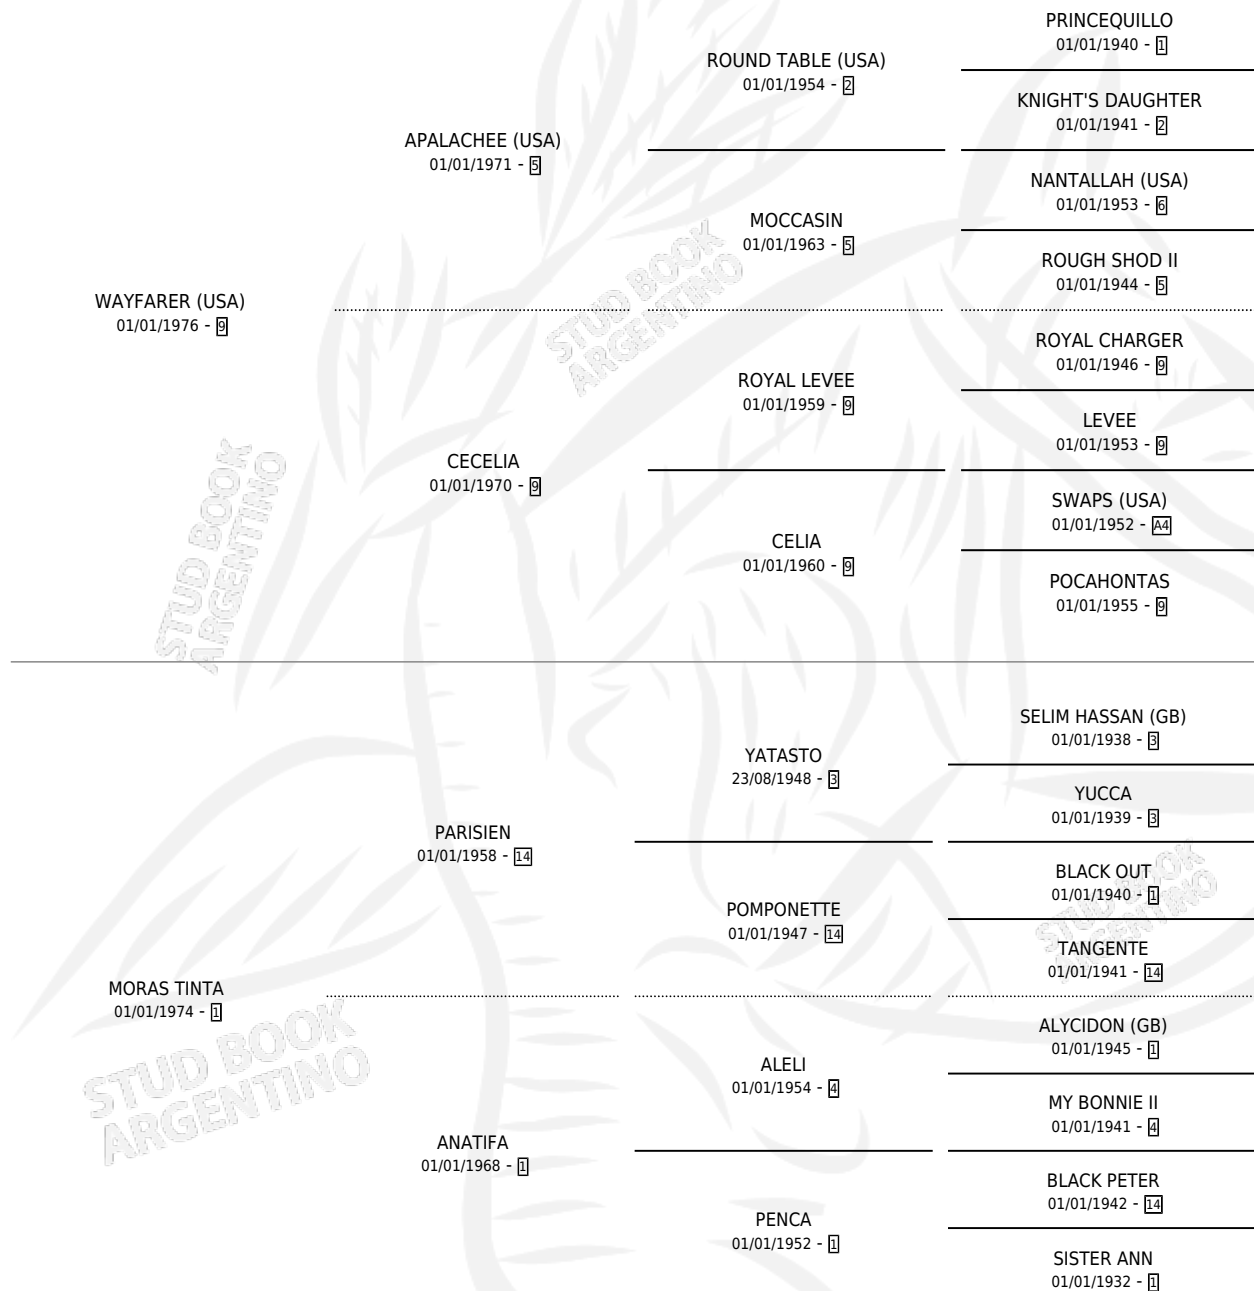 PRINCEQUILLO
01/01/1940 - 1
ROUND TABLE (USA)
01/01/1954 - 2
KNIGHT'S DAUGHTER
01/01/1941 - 2
APALACHEE (USA)
01/01/1971 - 5
NANTALLAH (USA)
01/01/1953 - 6
MOCCASIN
01/01/1963 - 5
ROUGH SHOD II
01/01/1944 - 5
WAYFARER (USA)
01/01/1976 - 9
ROYAL CHARGER
01/01/1946 - 9
ROYAL LEVEE
01/01/1959 - 9
LEVEE
01/01/1953 - 9
CECELIA
01/01/1970 - 9
SWAPS (USA)
01/01/1952 - A4
CELIA
01/01/1960 - 9
POCAHONTAS
01/01/1955 - 9
SELIM HASSAN (GB)
01/01/1938 - 3
YATASTO
23/08/1948 - 3
YUCCA
01/01/1939 - 3
PARISIEN
01/01/1958 - 14
BLACK OUT
01/01/1940 - 1
POMPONETTE
01/01/1947 - 14
TANGENTE
01/01/1941 - 14
MORAS TINTA
01/01/1974 - 1
ALYCIDON (GB)
01/01/1945 - 1
ALELI
01/01/1954 - 4
MY BONNIE II
01/01/1941 - 4
ANATIFA
01/01/1968 - 1
BLACK PETER
01/01/1942 - 14
PENCA
01/01/1952 - 1
SISTER ANN
01/01/1932 - 1
STUD BOOK
ARGENTINO
STUD BOOK
ARGENTINO
STUD BOOK
ARGENTINO
STUD BOOK
ARGENTINO